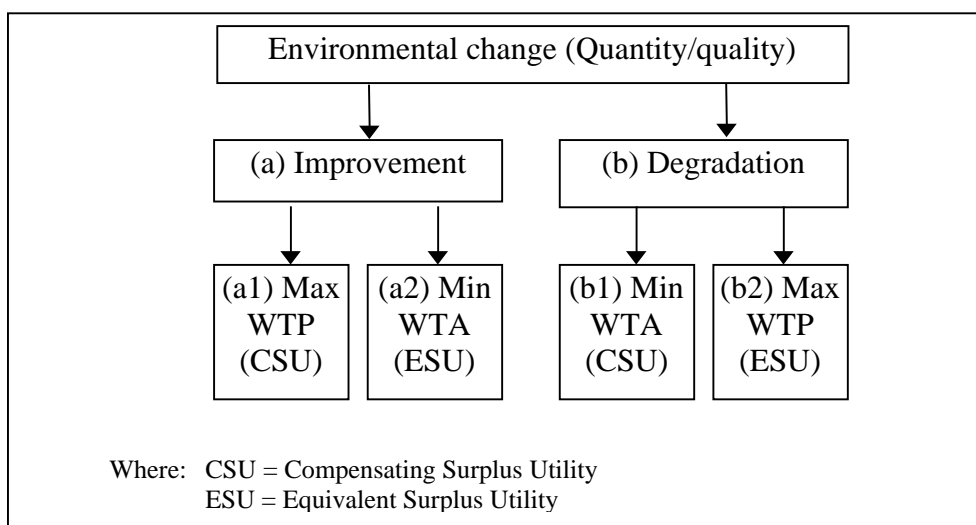 Environmental change (Quantity/quality)
(a) Improvement
(b) Degradation
(a1) Max
WTP
(CSU)
(a2) Min
WTA
(ESU)
(b1) Min
WTA
(CSU)
(b2) Max
WTP
(ESU)
Where: CSU = Compensating Surplus Utility
ESU = Equivalent Surplus Utility